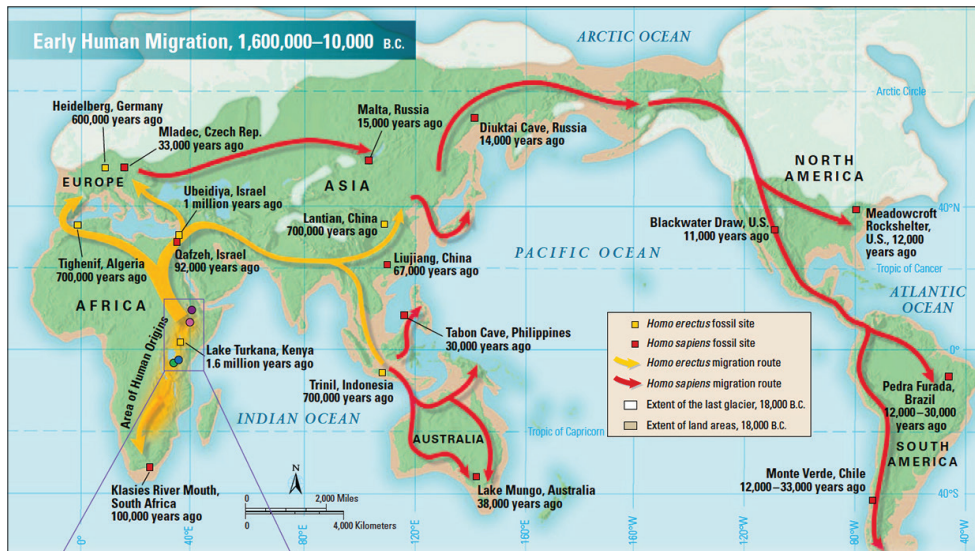 Early Human Migration, 1,600,000–10,000 B.C.
ARCTIC OCEAN
Arctic Circle
Heidelberg, Germany
600,000 years ago
Mladec, Czech Rep.
33,000 years ago
Malta, Russia
15,000 years ago
Diuktai Cave, Russia
14,000 years ago
EUROPE
ASIA
NORTH
AMERICA
Ubeidiya, Israel
1 million years ago
Lantian, China
700,000 years ago
Blackwater Draw, U.S.
11,000 years ago
40°N
Meadowcroft
Rockshelter,
U.S., 12,000
years ago
Tighenif, Algeria
700,000 years ago
Qafzeh, Israel
92,000 years ago
Liujiang, China
67,000 years ago
PACIFIC OCEAN
Tropic of Cancer
ATLANTIC
OCEAN
AFRICA
Area of Human Origins
Lake Turkana, Kenya
1.6 million years ago
Tabon Cave, Philippines
30,000 years ago
Homo erectus fossil site
Homo sapiens fossil site
Homo erectus migration route
Homo sapiens migration route
Extent of the last glacier, 18,000 B.C.
Extent of land areas, 18,000 B.C.
0°
Trinil, Indonesia
700,000 years ago
Pedra Furada,
Brazil
12,000–30,000
years ago
INDIAN OCEAN
AUSTRALIA
Tropic of Capricorn
SOUTH
AMERICA
Klasies River Mouth,
South Africa
100,000 years ago
N
0
2,000 Miles
0
4,000 Kilometers
Lake Mungo, Australia
38,000 years ago
Monte Verde, Chile
12,000–33,000 years ago
40°S
0°
40°E
80°E
120°E
160°E
160°W
120°W
80°W
40°W